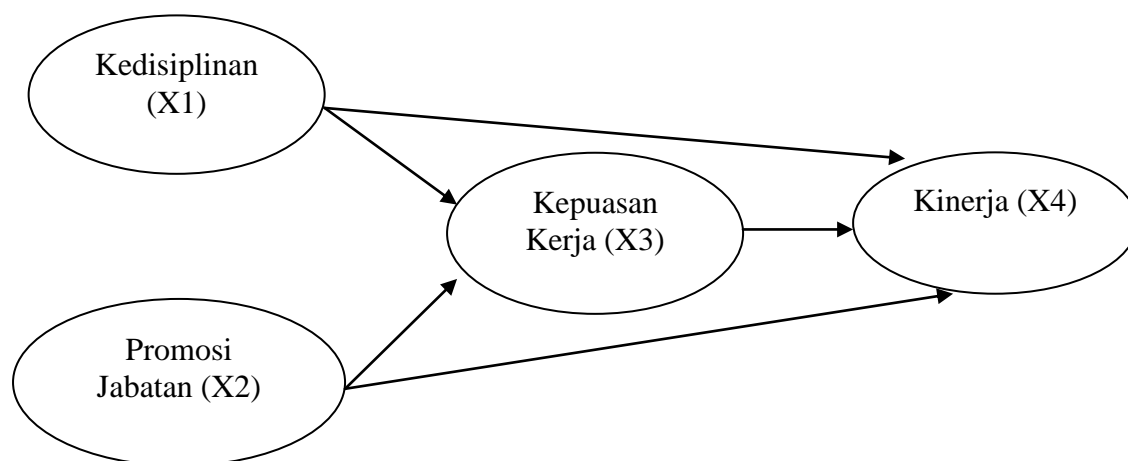 Kedisiplinan
(X1)
Kepuasan
Kerja (X3)
Kinerja (X4)
Promosi
Jabatan (X2)